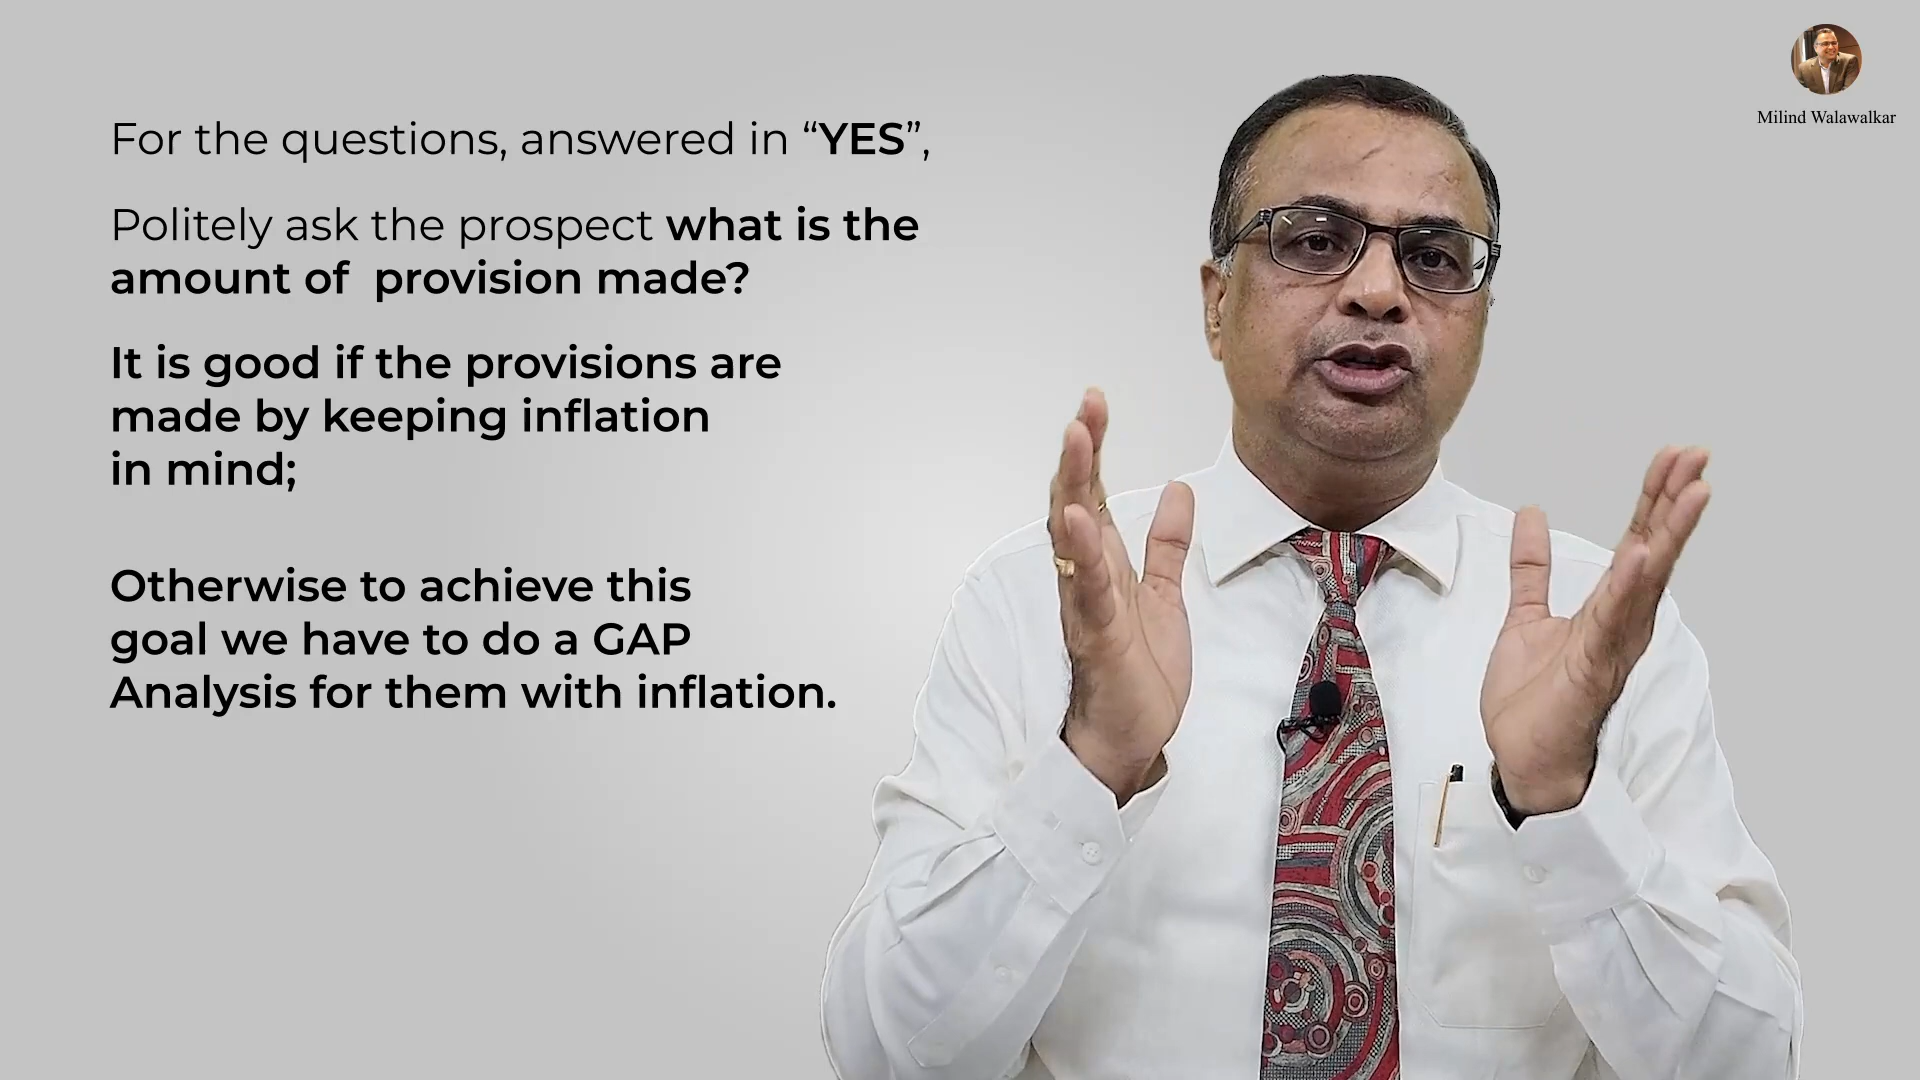 For the questions, answered in “YES”,
Politely ask the prospect what is the
amount of  provision made?
It is good if the provisions are
made by keeping inflation
in mind;
Otherwise to achieve this
goal we have to do a GAP
Analysis for them with inflation.
Milind Walawalkar